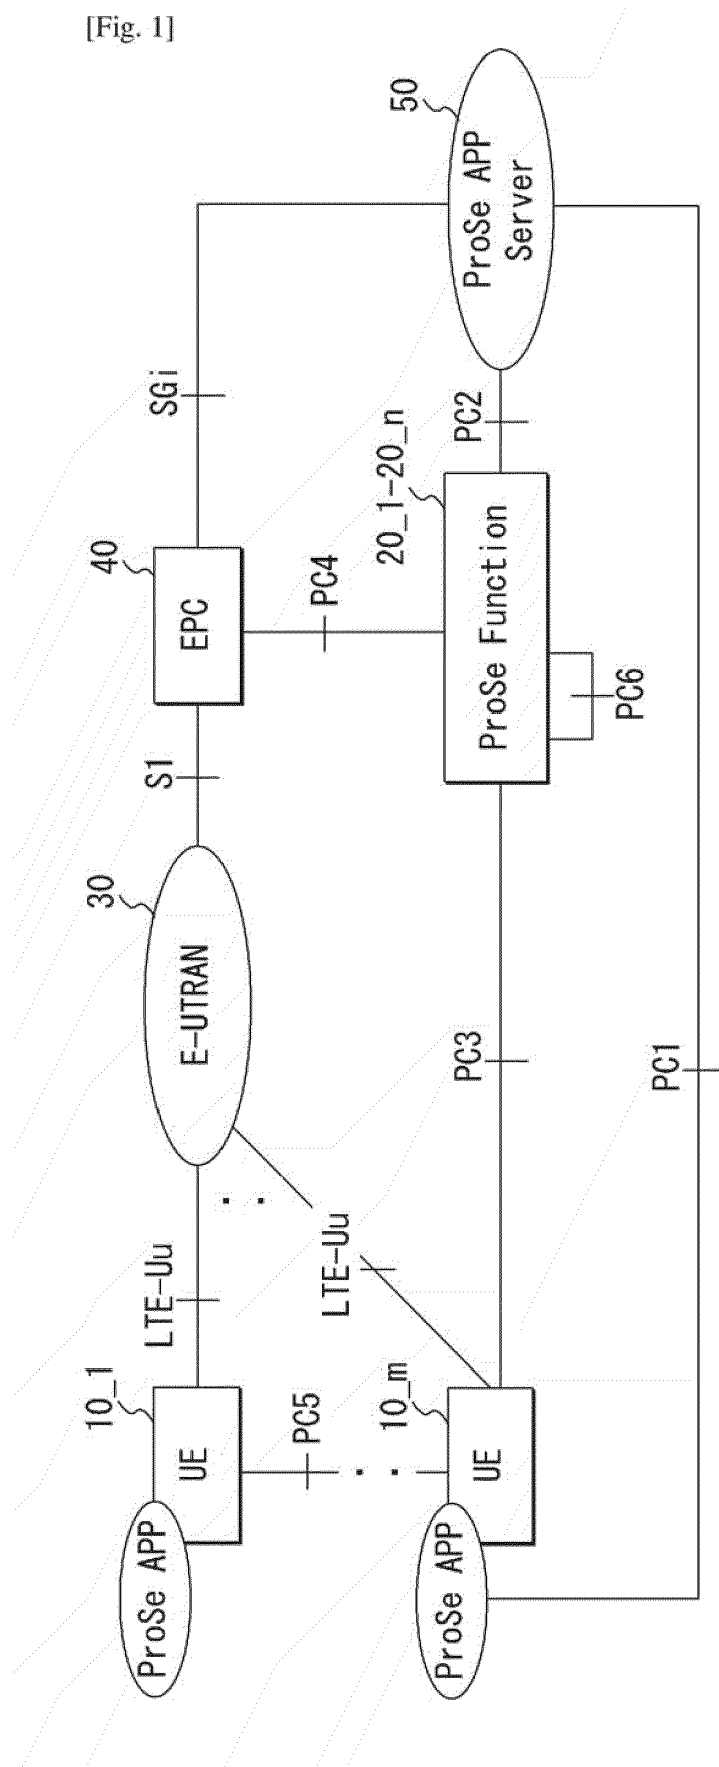 [Fig. 1]
ProSe APP
UE
10_1
LTE-Uu
E-UTRAN
30
S1
EPC
40
SGi
PC5
LTE-Uu
PC4
ProSe APP
UE
10_m
PC3
ProSe Function
20_1-20_n
PC2
ProSe APP
Server
50
PC6
PC1